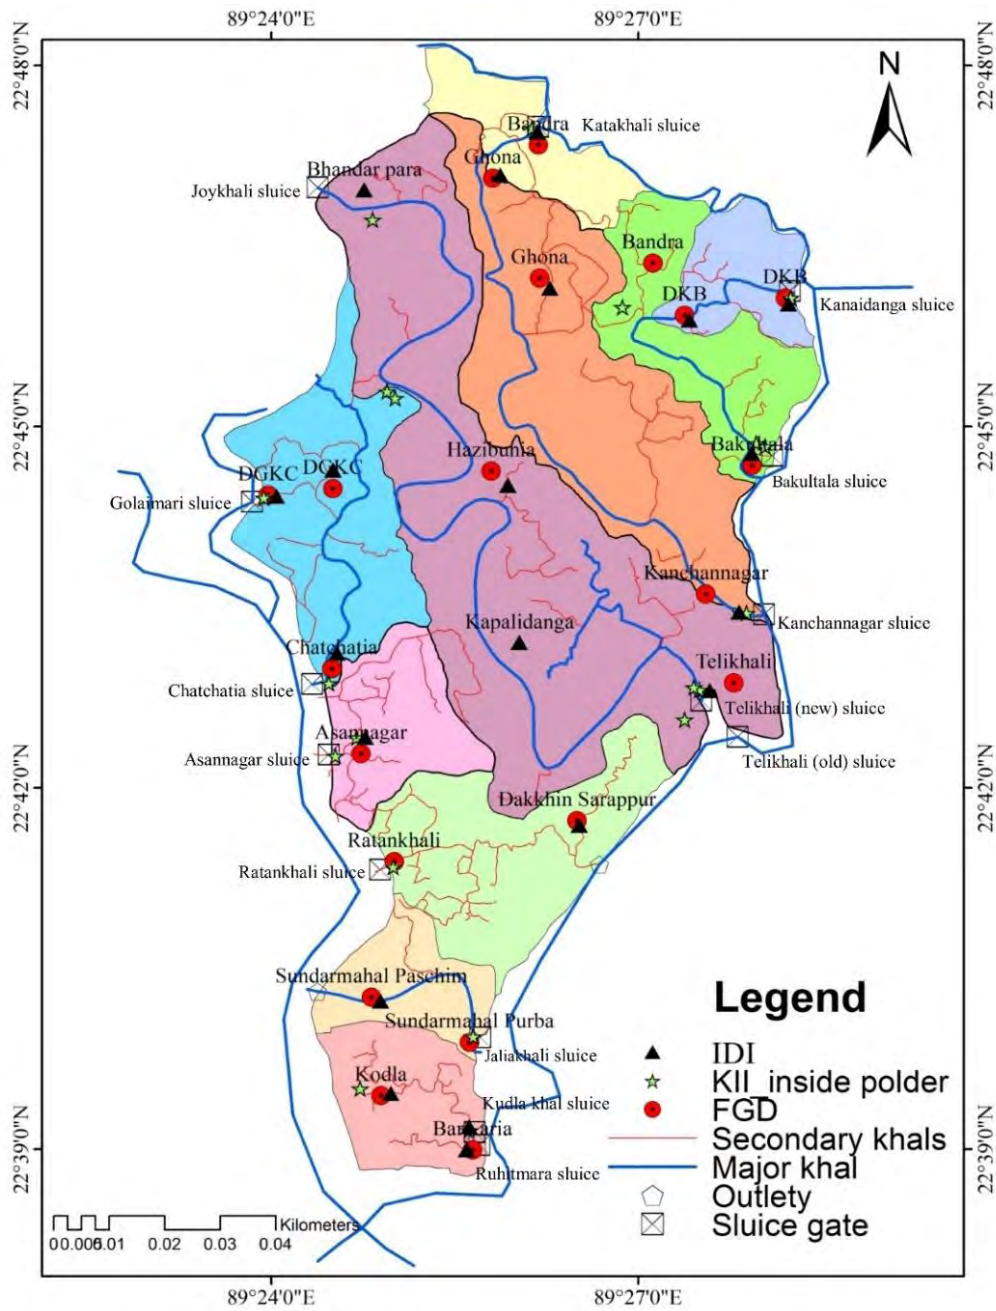 89°24'0"E
89°27'0"E
22°48'0"N
22°48'0"N
N
Bandra
Katakhali sluice
Ghona
Bhandar para
Joykhali sluice
Bandra
Ghona
DKB
DKB
Kanaidanga sluice
22°45'0"N
22°45'0"N
Hazibunia
Bakultala
DGKC
DGKC
Bakultala sluice
Golaimari sluice
Kanchannagar
Kapalidanga
Kanchannagar sluice
Chatchatia
Telikhali
Chatchatia sluice
Telikhali (new) sluice
Asannagar
Asannagar sluice
Telikhali (old) sluice
22°42'0"N
22°42'0"N
Dakkhin Sarappur
Ratankhali
Ratankhali sluice
Sundarmahal Paschim
Legend
Sundarmahal Purba
IDI
Jaliakhali sluice
Kodla
KII_inside polder
Kudla khal sluice
FGD
Secondary khals
22°39'0"N
22°39'0"N
Major khal
Ruhitmara sluice
Outlety
Sluice gate
Kilometers
0.01
0.02
0.03
0.04
89°24'0"E
89°27'0"E